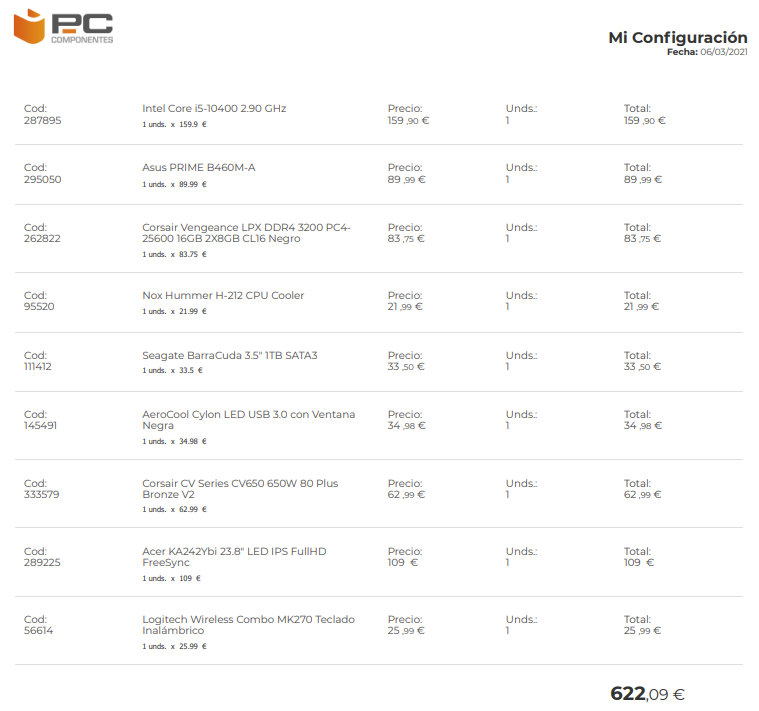 PC
COMPONENTES
Mi Configuración
Fecha: 06/03/2021
Cod: Intel Core i5-10400 2.90 GHz Precio: Unds.: Total:
287895 1 unds. x 159.9 € 159 ,90 € 1 159 ,90 €
Cod: Asus PRIME B460M-A Precio: Unds.: Total:
295050 1 unds. x 89.99 € 89 ,99 € 1 89 ,99 €
Cod: Corsair Vengeance LPX DDR4 3200 PC4- Precio: Unds.: Total:
262822 25600 16GB 2X8GB CL16 Negro 83 ,75 € 1 83 ,75 €
1 unds. x 83.75 €
Cod: Nox Hummer H-212 CPU Cooler Precio: Unds.: Total:
95520 1 unds. x 21.99 € 21 ,99 € 1 21 ,99 €
Cod: Seagate BarraCuda 3.5" 1TB SATA3 Precio: Unds.: Total:
111412 1 unds. x 33.5 € 33 ,50 € 1 33 ,50 €
Cod: AeroCool Cylon LED USB 3.0 con Ventana Precio: Unds.: Total:
145491 Negra 34 ,98 € 1 34 ,98 €
1 unds. x 34.98 €
Cod: Corsair CV Series CV650 650W 80 Plus Precio: Unds.: Total:
333579 Bronze V2 62 ,99 € 1 62 ,99 €
1 unds. x 62.99 €
Cod: Acer KA242Ybi 23.8" LED IPS FullHD Precio: Unds.: Total:
289225 FreeSync 109 € 1 109 €
1 unds. x 109 €
Cod: Logitech Wireless Combo MK270 Teclado Precio: Unds.: Total:
56614 Inalámbrico 25 ,99 € 1 25 ,99 €
1 unds. x 25.99 €
622,09 €